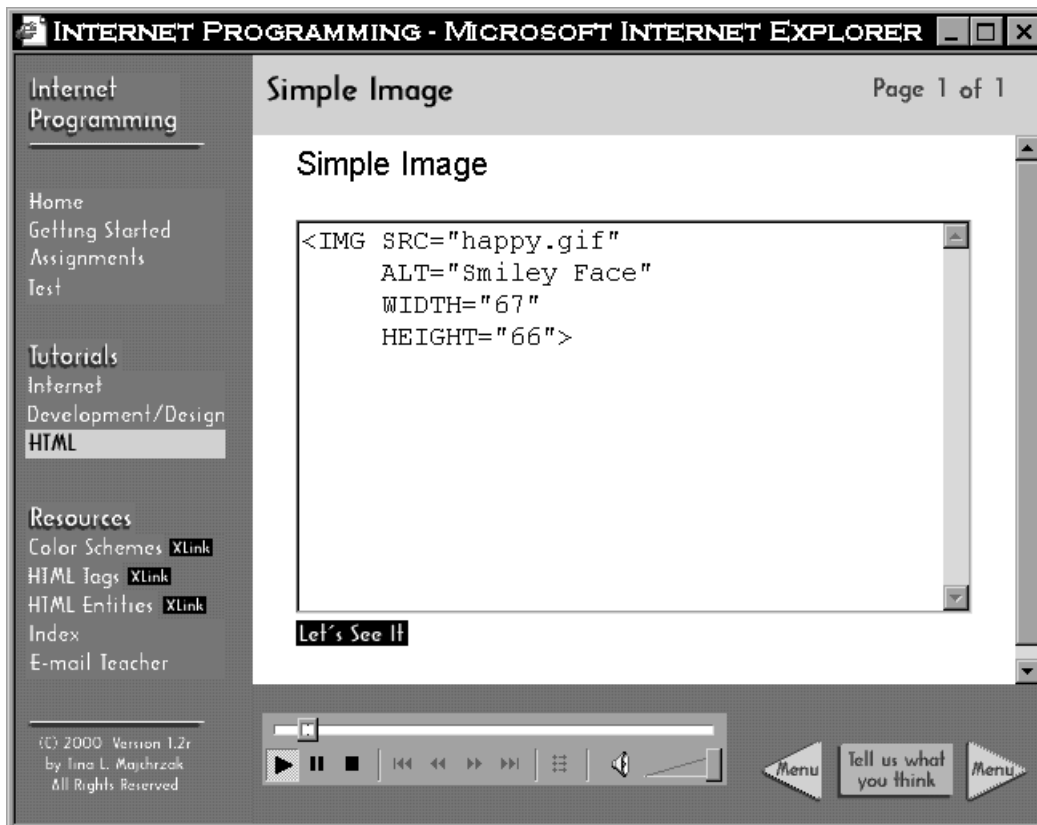 INTERNET PROGRAMMING - MICROSOFT INTERNET EXPLORER
Internet
Programming
Home
Getting Started
Assignments
Test
Tutorials
Internet
Development/Design
HTML
Resources
Color Schemes XLink
HTML Tags XLink
HTML Entities XLink
Index
E-mail Teacher
(C) 2000 Version 1.2r
by Tina L. Majchrzak
All Rights Reserved
Simple Image
Page 1 of 1
Simple Image
<IMG SRC="happy.gif"
ALT="Smiley Face"
WIDTH="67"
HEIGHT="66">
Let's See It
Menu
Tell us what
you think
Menu